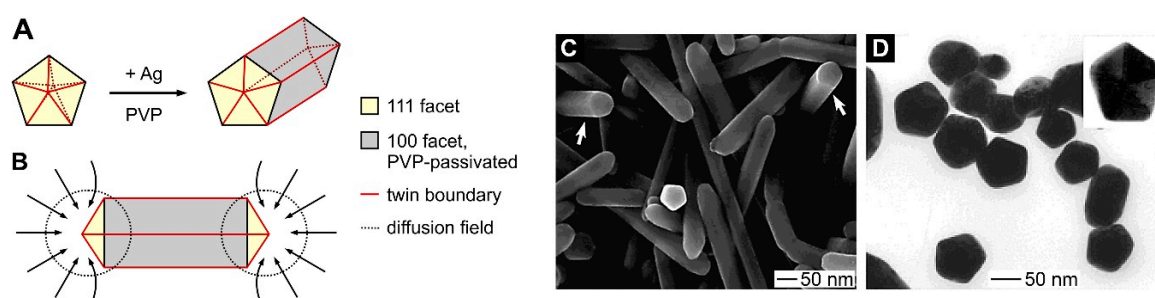 A
+ Ag
PVP
B
111 facet
100 facet,
PVP-passivated
twin boundary
diffusion field
C
50 nm
D
50 nm